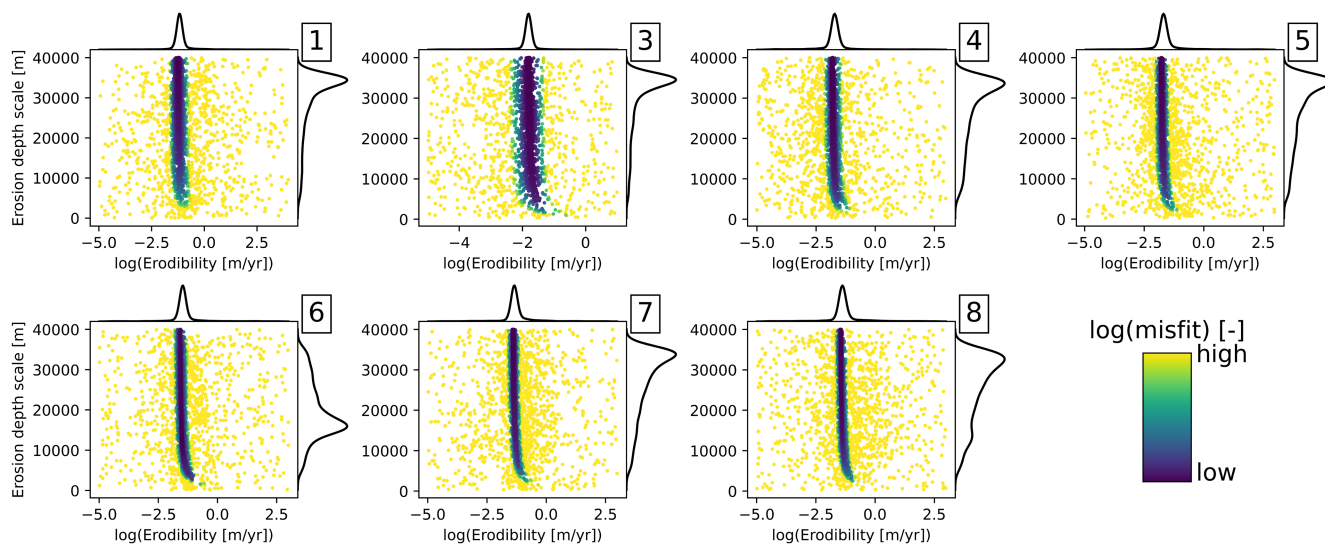 1
3
4
5
Erosion depth scale [m]
40000
30000
20000
10000
0
−5.0 −2.5 0.0 2.5
log(Erodibility [m/yr])
40000
30000
20000
10000
0
−4 −2 0
log(Erodibility [m/yr])
40000
30000
20000
10000
0
−5.0 −2.5 0.0 2.5
log(Erodibility [m/yr])
40000
30000
20000
10000
0
−5.0 −2.5 0.0 2.5
log(Erodibility [m/yr])
6
7
8
Erosion depth scale [m]
40000
30000
20000
10000
0
−5.0 −2.5 0.0 2.5
log(Erodibility [m/yr])
40000
30000
20000
10000
0
−5.0 −2.5 0.0 2.5
log(Erodibility [m/yr])
40000
30000
20000
10000
0
−5.0 −2.5 0.0 2.5
log(Erodibility [m/yr])
log(misfit) [-]
high
low